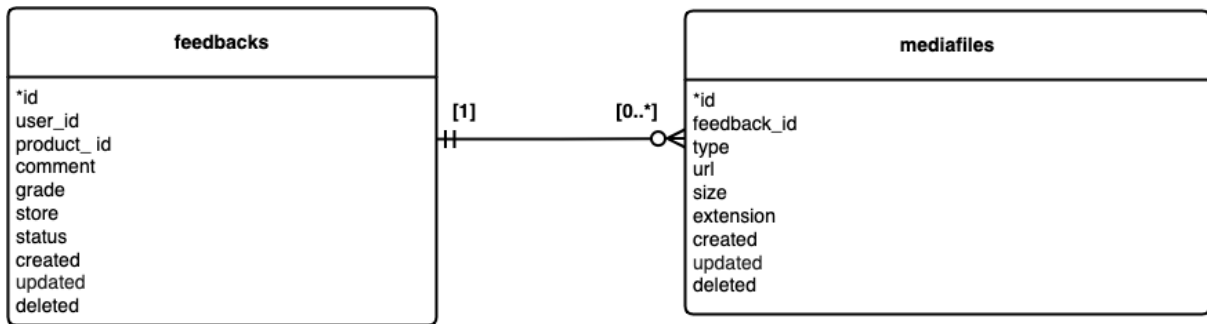 feedbacks
*id
user_id
product_ id
comment
grade
store
status
created
updated
deleted
[1]
[0..*]
mediafiles
*id
feedback_id
type
url
size
extension
created
updated
deleted